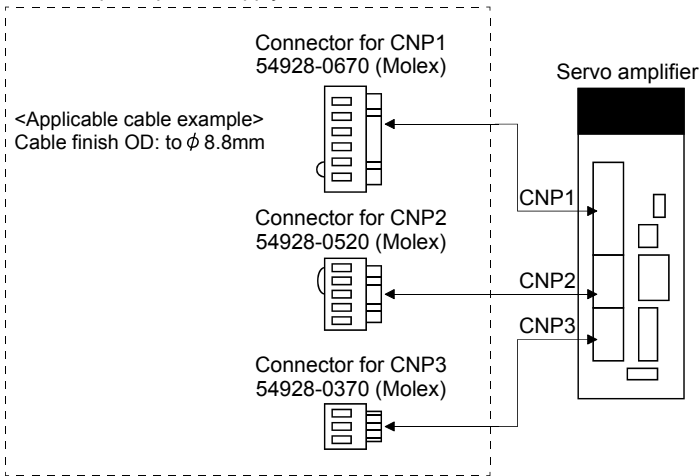 Connector for CNP1
54928-0670 (Molex)
Servo amplifier
<Applicable cable example>
Cable finish OD: to φ 8.8mm
CNP1
Connector for CNP2
54928-0520 (Molex)
CNP2
CNP3
Connector for CNP3
54928-0370 (Molex)